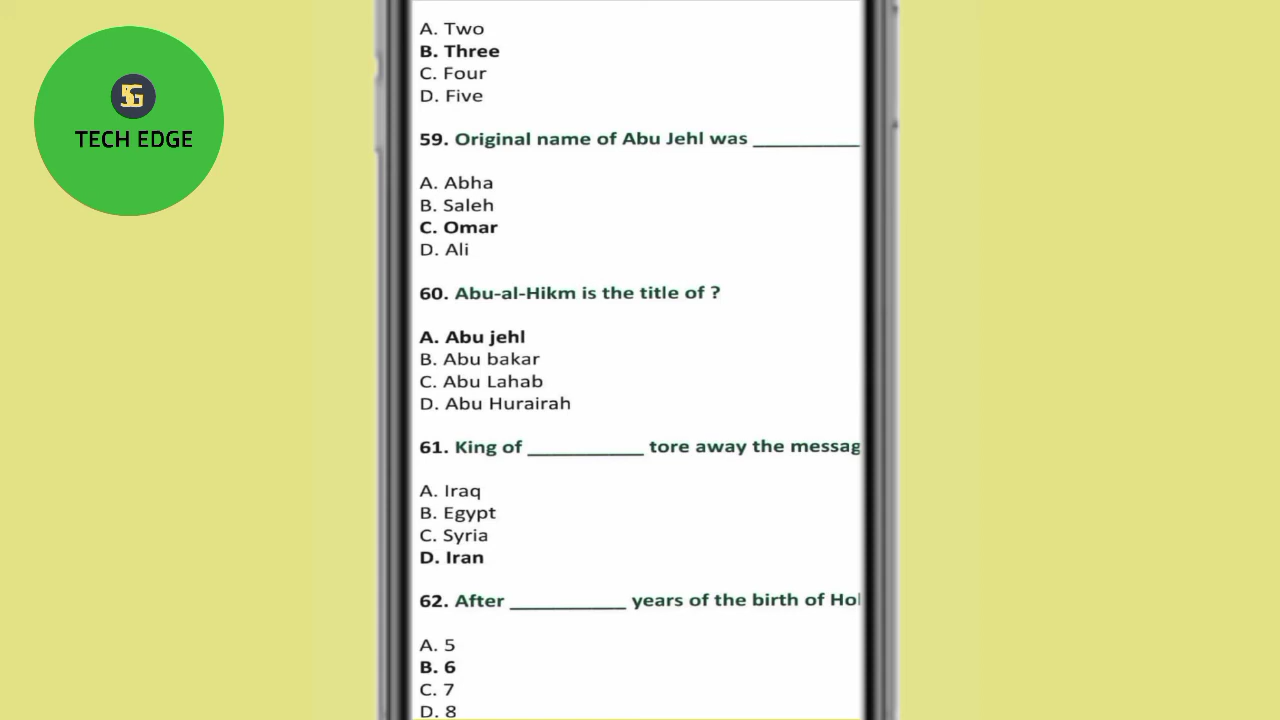 5G
TECH EDGE
A. Two
B. Three
C. Four
D. Five
59. Original name of Abu Jehl was __________
A. Abha
B. Saleh
C. Omar
D. Ali
60. Abu-al-Hikm is the title of ?
A. Abu jehl
B. Abu bakar
C. Abu Lahab
D. Abu Hurairah
61. King of ___________ tore away the messag
A. Iraq
B. Egypt
C. Syria
D. Iran
62. After ___________ years of the birth of Hol
A. 5
B. 6
C. 7
D. 8